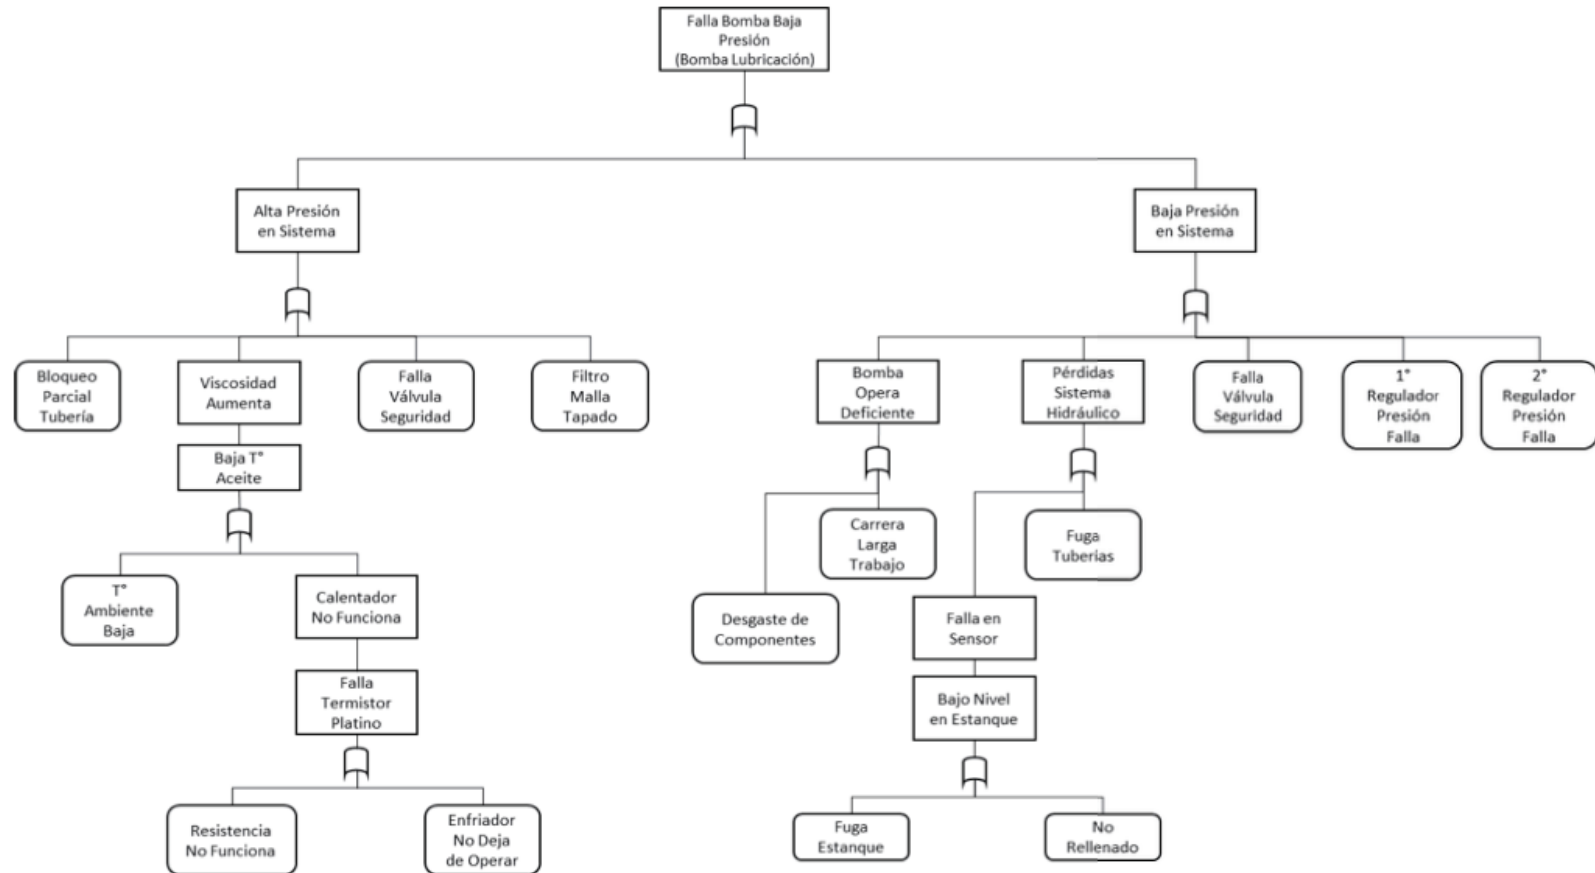 Falla Bomba Baja
Presión
(Bomba Lubricación)
Alta Presión
en Sistema
Baja Presión
en Sistema
Bloqueo
Parcial
Tubería
Viscosidad
Aumenta
Falla
Válvula
Seguridad
Filtro
Malla
Tapado
Bomba
Opera
Deficiente
Pérdidas
Sistema
Hidráulico
Falla
Válvula
Seguridad
1°
Regulador
Presión
Falla
2°
Regulador
Presión
Falla
Baja T°
Aceite
Carrera
Larga
Trabajo
Fuga
Tuberías
T°
Ambiente
Baja
Calentador
No Funciona
Desgaste de
Componentes
Falla en
Sensor
Falla
Termistor
Platino
Bajo Nivel
en Estanque
Resistencia
No Funciona
Enfriador
No Deja
de Operar
Fuga
Estanque
No
Rellenado